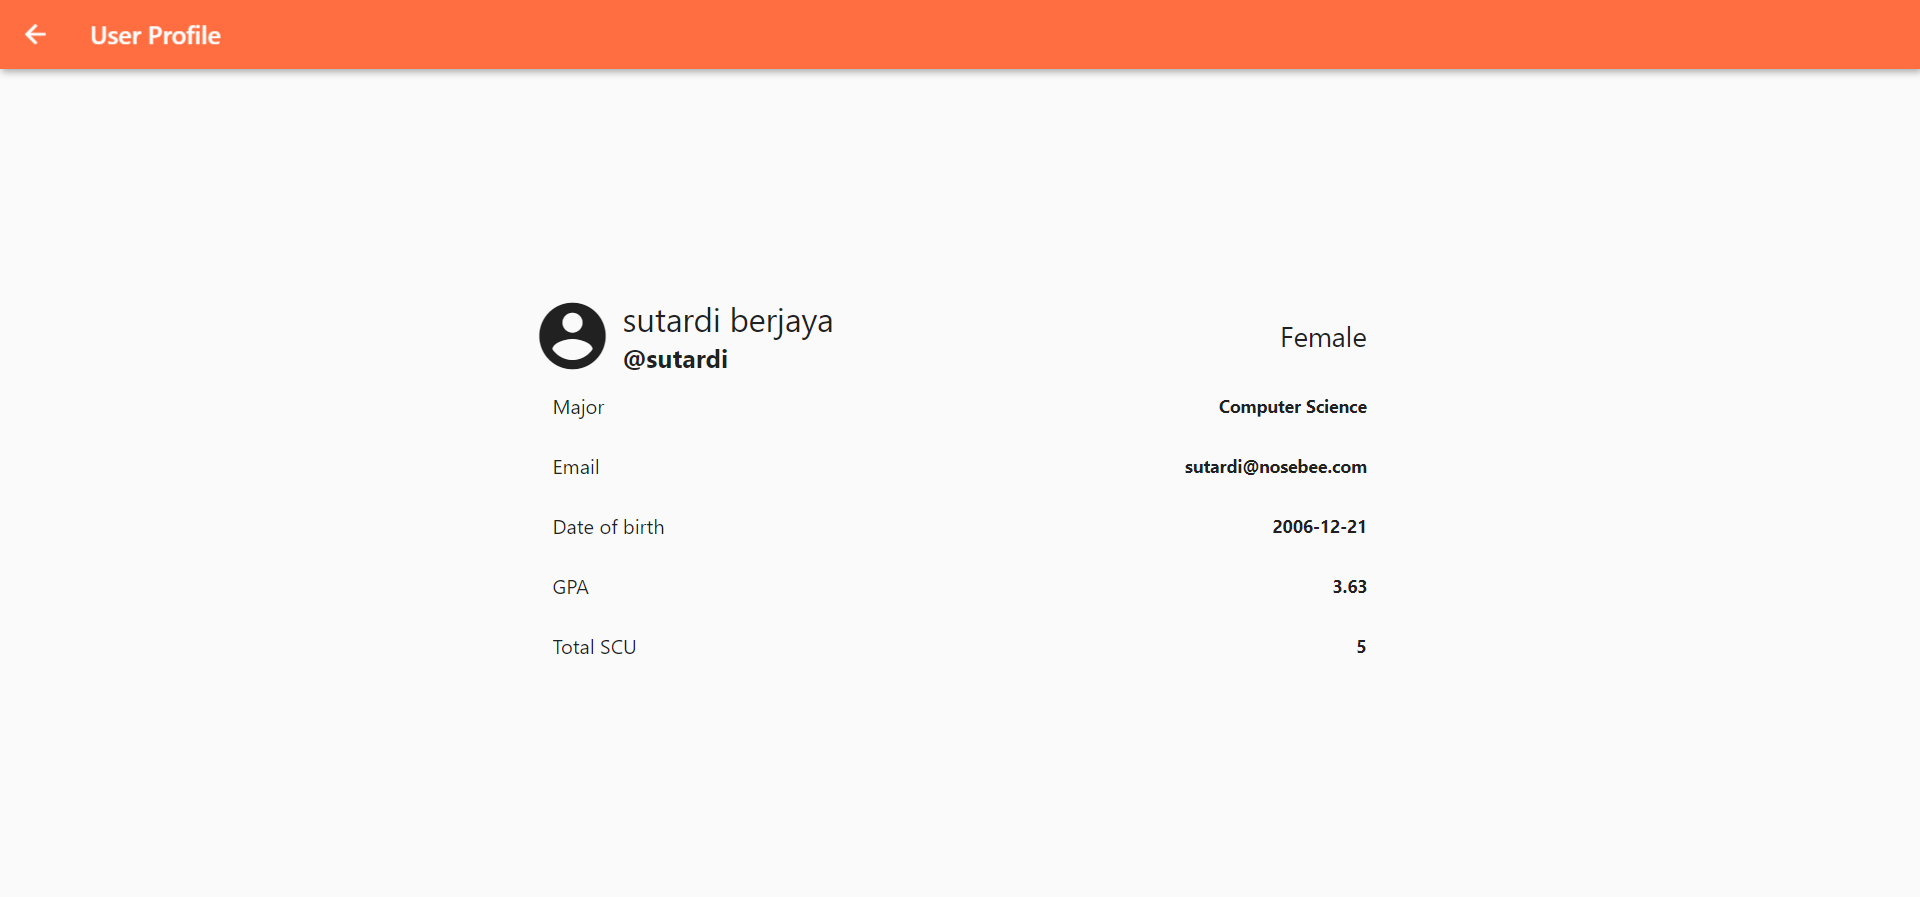 User Profile
sutardi berjaya
@sutardi
Female
Major Computer Science
Email sutardi@nosebee.com
Date of birth 2006-12-21
GPA 3.63
Total SCU 5